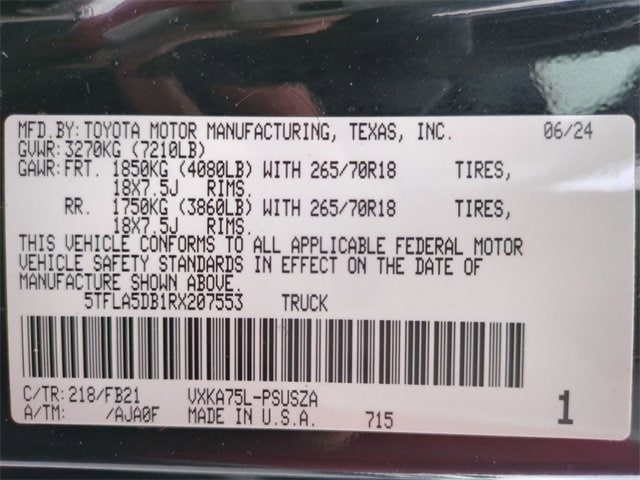 MFD.BY: TOYOTA MOTOR MANUFACTURING, TEXAS, INC. 06/24
GVWR: 3270KG (7210LB)
GAWR: FRT. 1850KG (4080LB) WITH 265/70R18 TIRES,
18X7.5J RIMS.
RR. 1750KG (3860LB) WITH 265/70R18 TIRES,
18X7.5J RIMS.
THIS VEHICLE CONFORMS TO ALL APPLICABLE FEDERAL MOTOR
VEHICLE SAFETY STANDARDS IN EFFECT ON THE DATE OF
MANUFACTURE SHOWN ABOVE.
5TFLA5DB1RX207553 TRUCK
C/TR: 218/FB21 VXKA75L-PSUSZA
A/TM: /AJA0F MADE IN U.S.A. 715 1